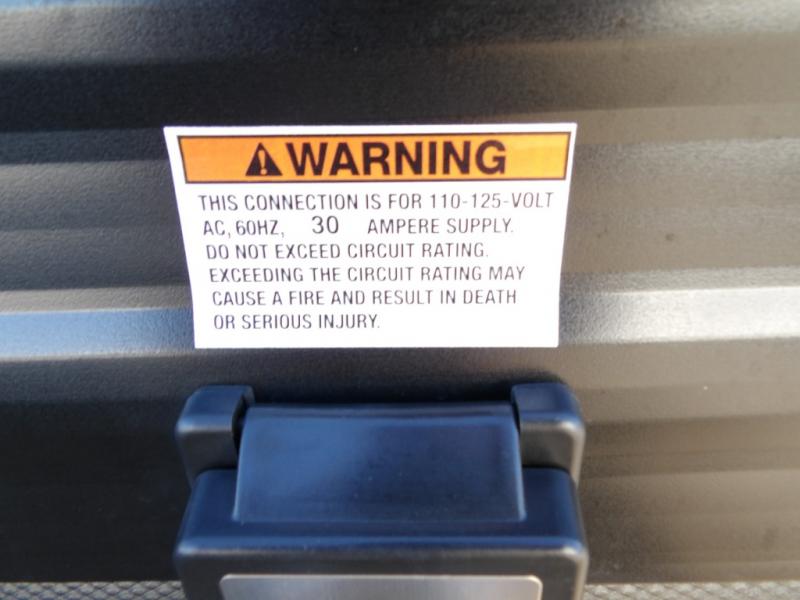 WARNING
THIS CONNECTION IS FOR 110-125-VOLT
AC, 60HZ, 30 AMPERE SUPPLY.
DO NOT EXCEED CIRCUIT RATING.
EXCEEDING THE CIRCUIT RATING MAY
CAUSE A FIRE AND RESULT IN DEATH
OR SERIOUS INJURY.